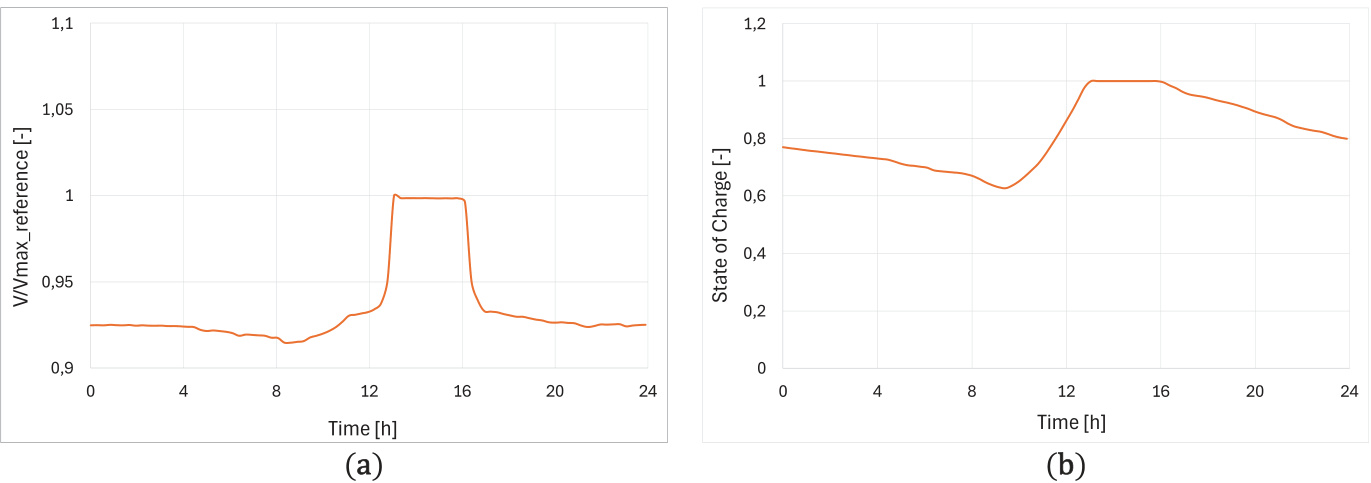 1,1
1,05
1
0,95
0,9
V/Vmax_reference [-]
0 4 8 12 16 20 24
Time [h]
(a)
1,2
1
0,8
0,6
0,4
0,2
0
State of Charge [-]
0 4 8 12 16 20 24
Time [h]
(b)